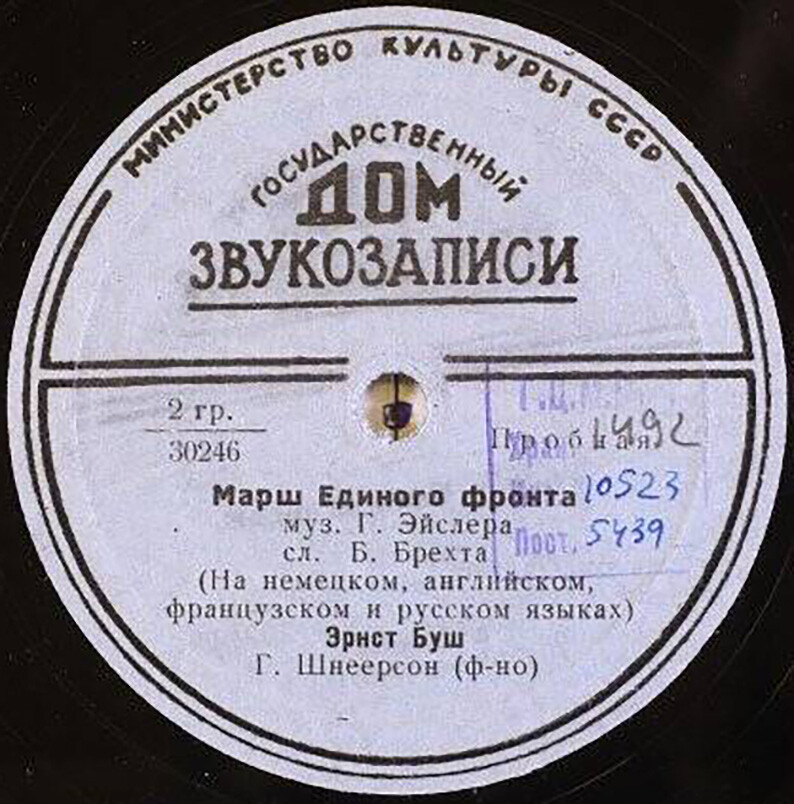 МИНИСТЕРСТВО КУЛЬТУРЫ СССР
ГОСУДАРСТВЕННЫЙ
ДОМ
ЗВУКОЗАПИСИ
2 гр.
30246
Пробная
1492
Марш Единого фронта
10523
муз. Г. Эйслера
Пост. 5439
сл. Б. Брехта
(На немецком, английском,
французском и русском языках)
Эрнст Буш
Г. Шнеерсон (ф-но)